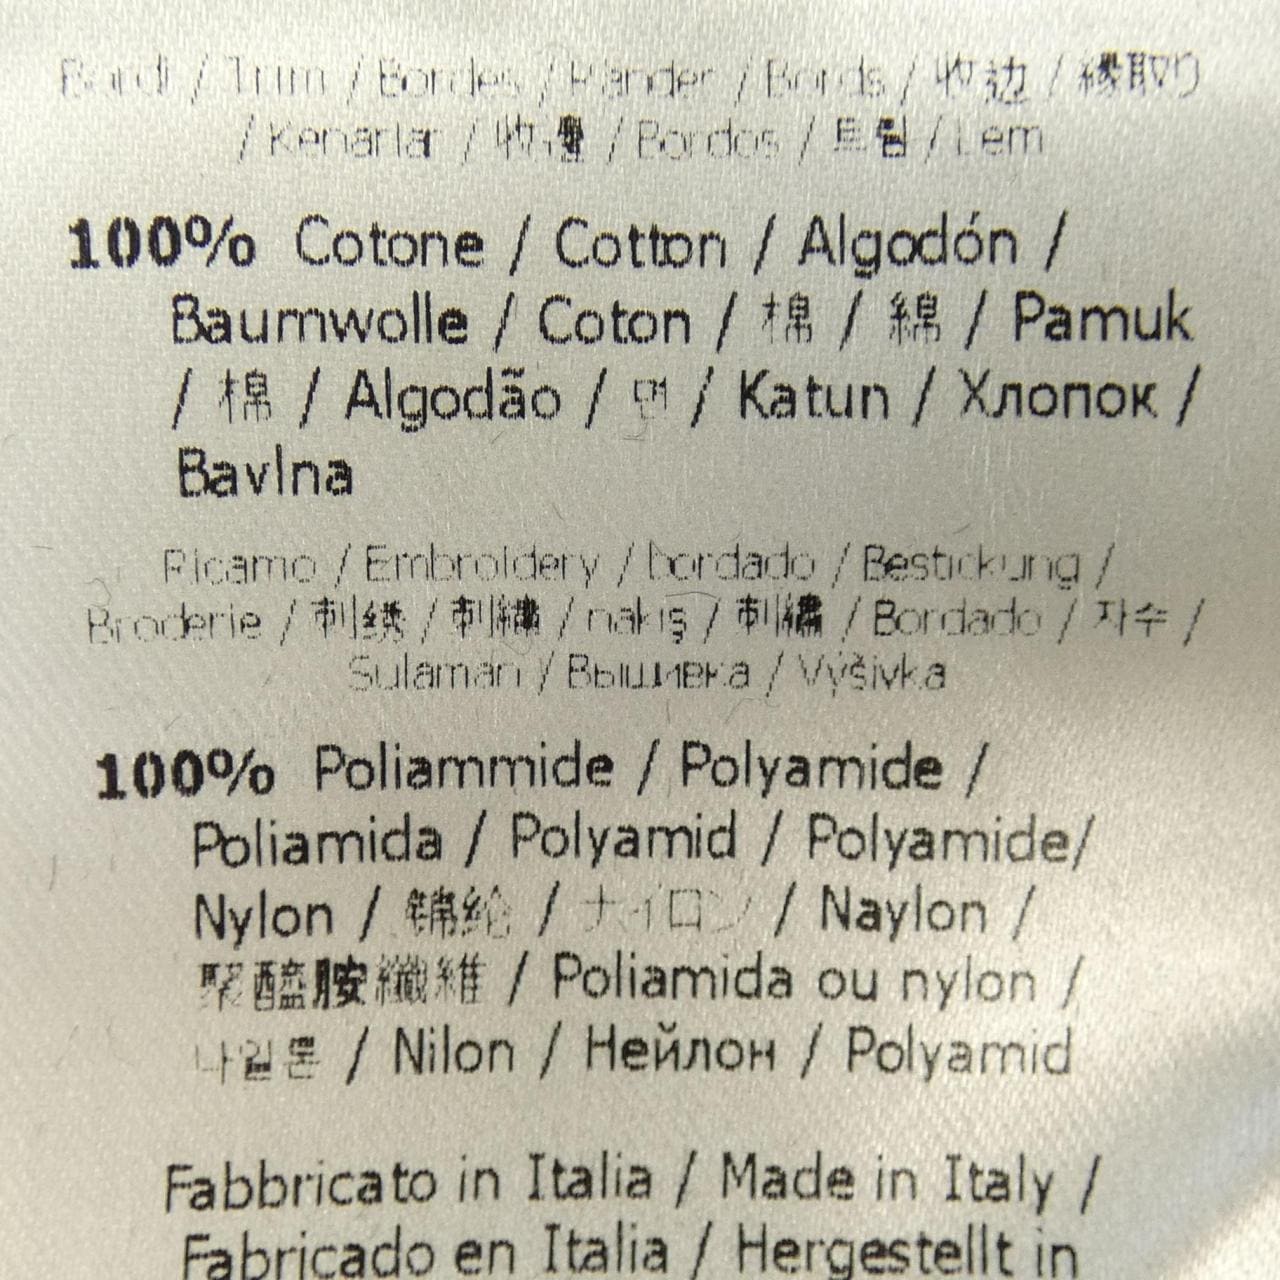 Bordi / Trim / Bordes / Ränder / Bords / 收边 / 縁取り
/ Kenarlar / 收邊 / Bordos / 트림 / Lem
100% Cotone / Cotton / Algodón /
Baumwolle / Coton / 棉 / 綿 / Pamuk
/ 棉 / Algodão / 면 / Katun / Хлопок /
Bavlna
Ricamo / Embroidery / bordado / Bestickung /
Broderie / 刺绣 / 刺繍 / nakış / 刺繡 / Bordado / 자수 /
Sulaman / Вышивка / Výšivka
100% Poliammide / Polyamide /
Poliamida / Polyamid / Polyamide/
Nylon / 锦纶 / ナイロン / Naylon /
聚醯胺纖維 / Poliamida ou nylon /
나일론 / Nilon / Нейлон / Polyamid
Fabbricato in Italia / Made in Italy /
Fabricado en Italia / Hergestellt in